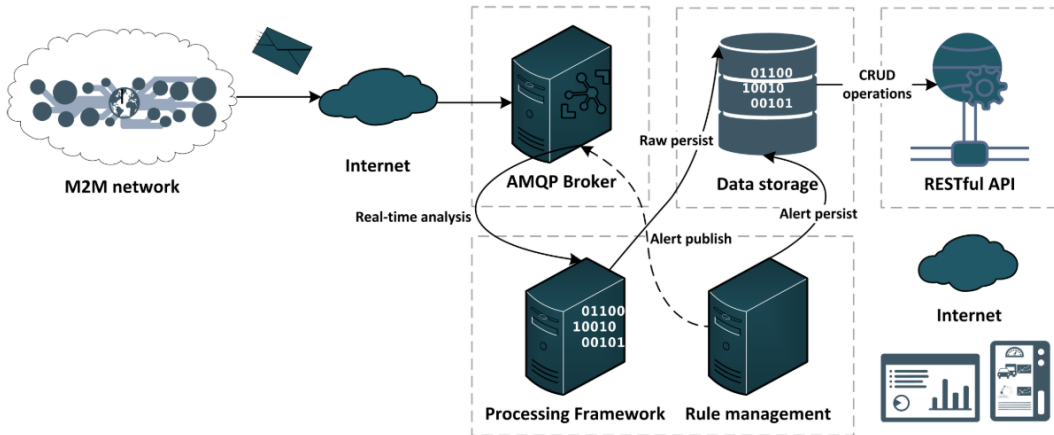 M2M network
Internet
AMQP Broker
Real-time analysis
01100
10010
00101
Processing Framework
Raw persist
Alert publish
Rule management
01100
10010
00101
Data storage
Alert persist
CRUD
operations
RESTful API
Internet